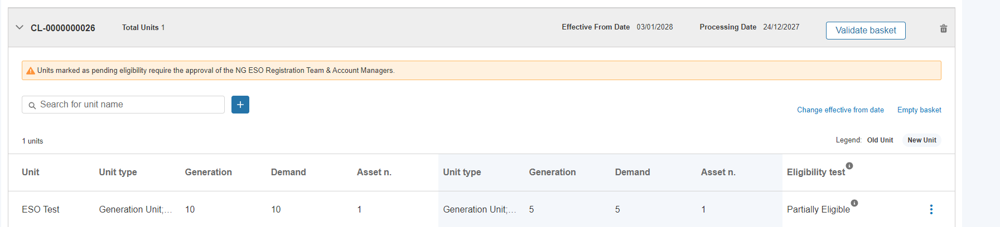 CL-0000000026 Total Units 1 Effective From Date 03/01/2028 Processing Date 24/12/2027 Validate basket
Units marked as pending eligibility require the approval of the NG ESO Registration Team & Account Managers.
Search for unit name +
Change effective from date Empty basket
1 units Legend: Old Unit New Unit
Unit Unit type Generation Demand Asset n. Unit type Generation Demand Asset n. Eligibility test
ESO Test Generation Unit;... 10 10 1 Generation Unit;... 5 5 1 Partially Eligible